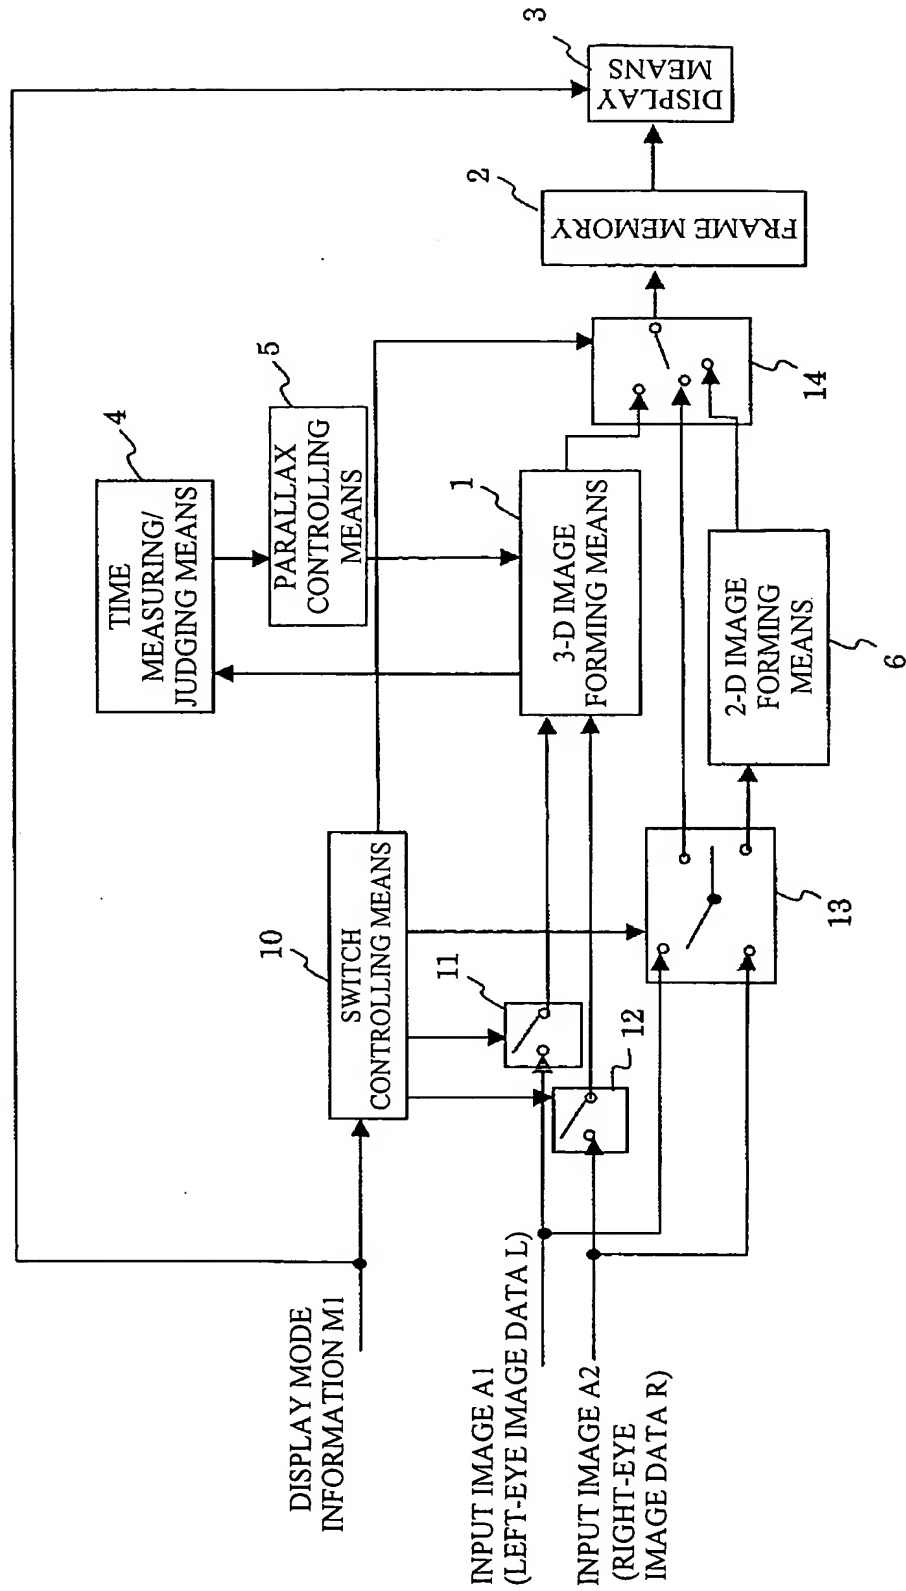 DISPLAY MODE
INFORMATION M1
INPUT IMAGE A1
(LEFT-EYE IMAGE DATA L)
INPUT IMAGE A2
(RIGHT-EYE
IMAGE DATA R)
10
SWITCH
CONTROLLING MEANS
11
12
13
4
TIME
MEASURING/
JUDGING MEANS
5
PARALLAX
CONTROLLING
MEANS
1
3-D IMAGE
FORMING MEANS
2-D IMAGE
FORMING
MEANS
6
14
2
FRAME MEMORY
3
DISPLAY
MEANS